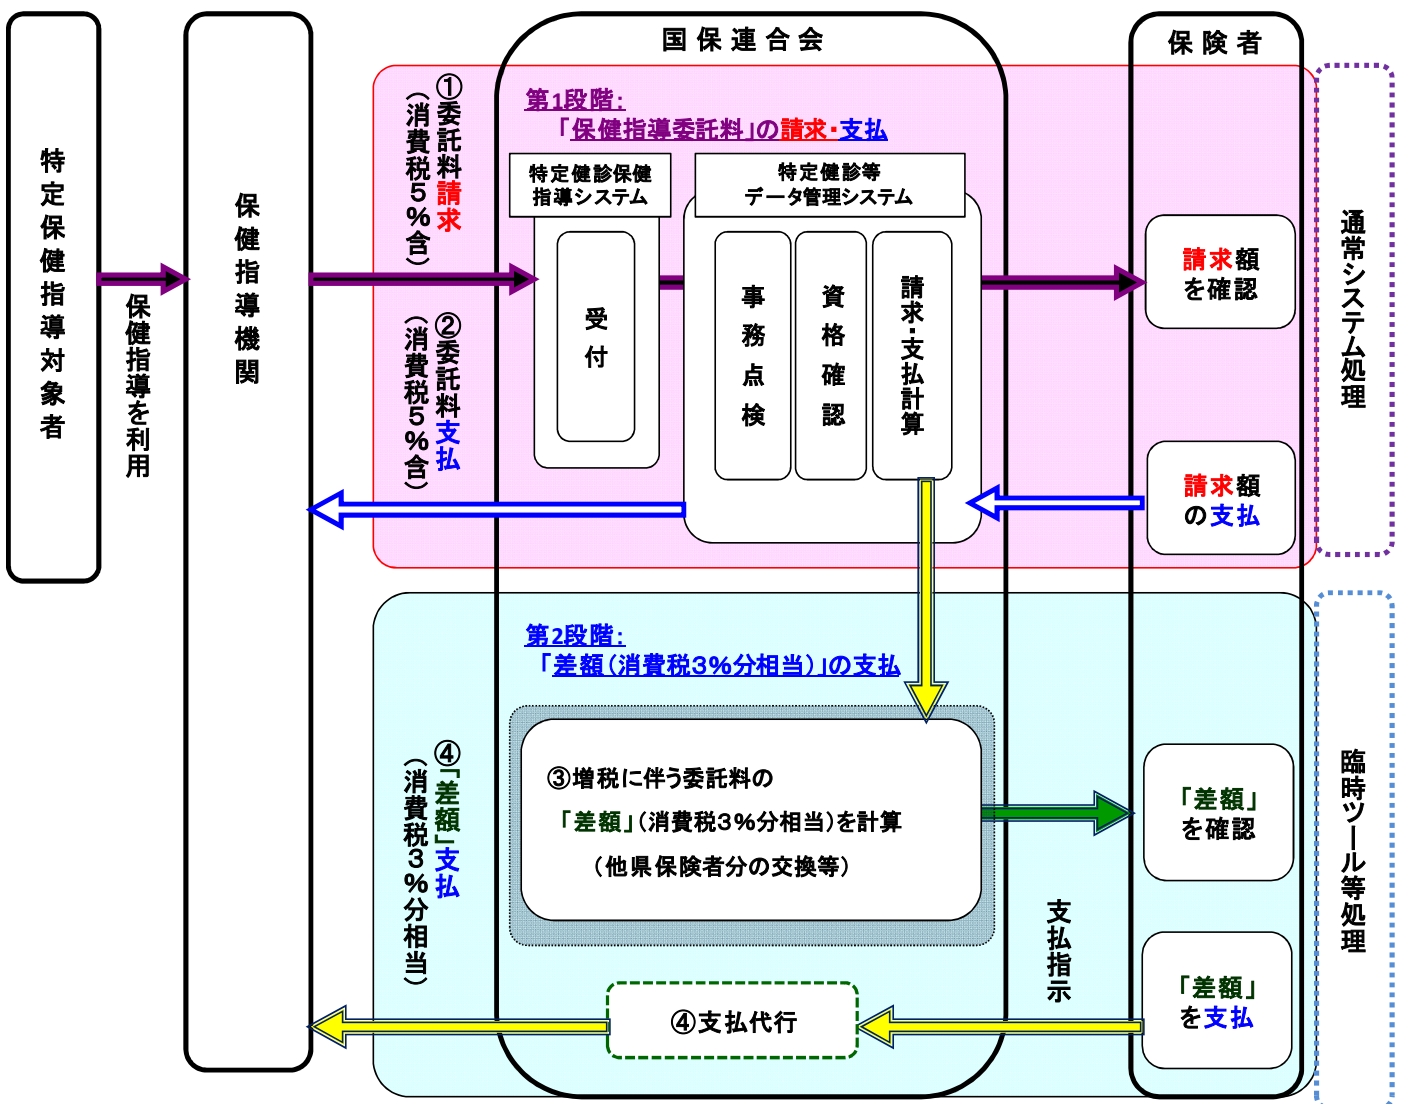 特定保健指導対象者
保健指導を利用
保健指導機関
国保連合会
保険者
①委託料請求
（消費税５％含）
②委託料支払
（消費税５％含）
第1段階：
「保健指導委託料」の請求・支払
特定健診保健
指導システム
特定健診等
データ管理システム
受付
事務点検
資格確認
請求・支払計算
請求額
を確認
請求額
の支払
通常システム処理
第2段階：
「差額（消費税３％分相当）」の支払
④「差額」支払
（消費税３％分相当）
③増税に伴う委託料の
「差額」（消費税３％分相当）を計算
（他県保険者分の交換等）
「差額」
を確認
支払指示
④支払代行
「差額」
を支払
臨時ツール等処理